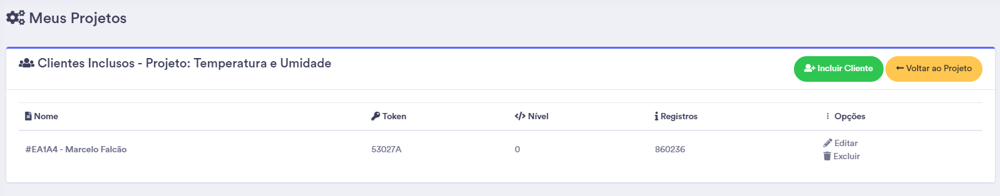 Meus Projetos
Clientes Inclusos - Projeto: Temperatura e Umidade
Incluir Cliente
Voltar ao Projeto
Nome Token Nível Registros Opções
#EA1A4 - Marcelo Falcão 53027A 0 860236 Editar
Excluir